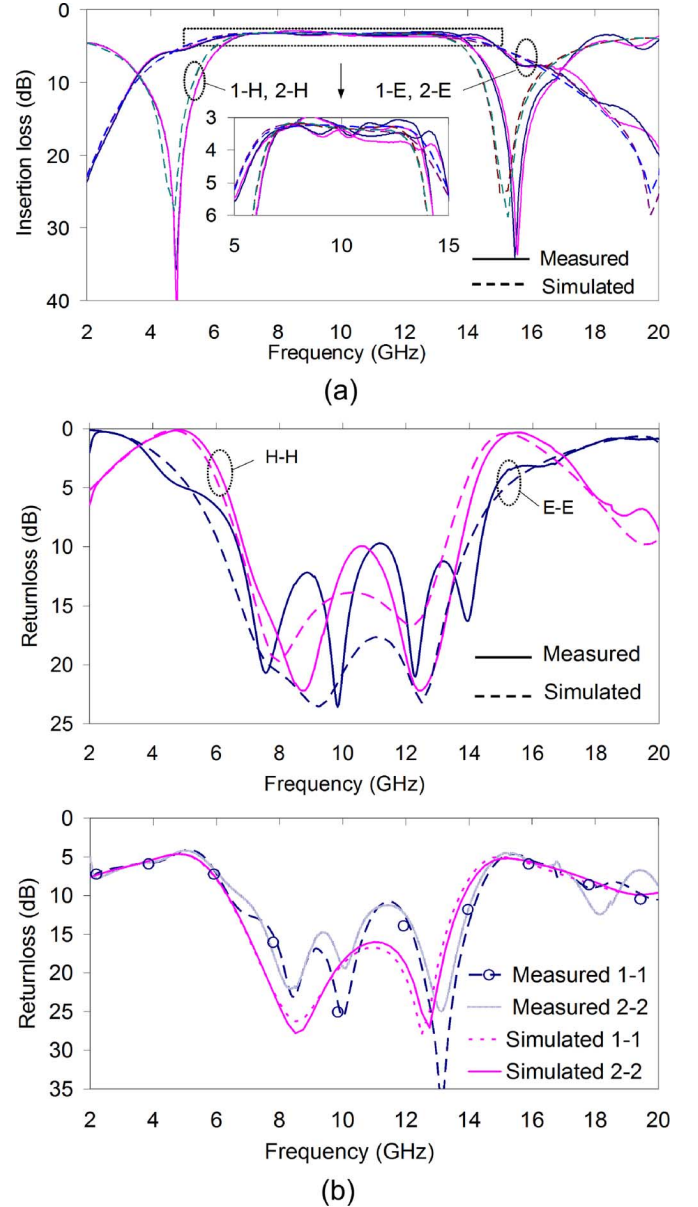 0
10
20
30
40
Insertion loss (dB)
1-H, 2-H
1-E, 2-E
3
4
5
6
5 10 15
Measured
Simulated
2 4 6 8 10 12 14 16 18 20
Frequency (GHz)
(a)
0
5
10
15
20
25
Returnloss (dB)
H-H
E-E
Measured
Simulated
2 4 6 8 10 12 14 16 18 20
Frequency (GHz)
0
5
10
15
20
25
30
35
Returnloss (dB)
Measured 1-1
Measured 2-2
Simulated 1-1
Simulated 2-2
2 4 6 8 10 12 14 16 18 20
Frequency (GHz)
(b)